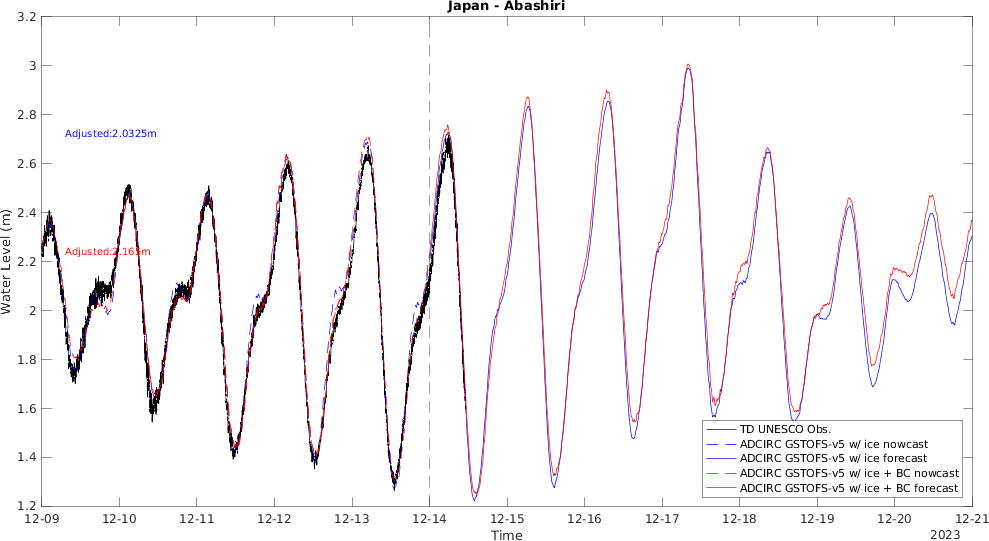 Japan - Abashiri
3.2
3
2.8
2.6
2.4
2.2
2
1.8
1.6
1.4
1.2
Water Level (m)
Adjusted:2.0325m
Adjusted:2.165m
TD UNESCO Obs.
ADCIRC GSTOFS-v5 w/ ice nowcast
ADCIRC GSTOFS-v5 w/ ice forecast
ADCIRC GSTOFS-v5 w/ ice + BC nowcast
ADCIRC GSTOFS-v5 w/ ice + BC forecast
12-09 12-10 12-11 12-12 12-13 12-14 12-15 12-16 12-17 12-18 12-19 12-20 12-21
Time
2023